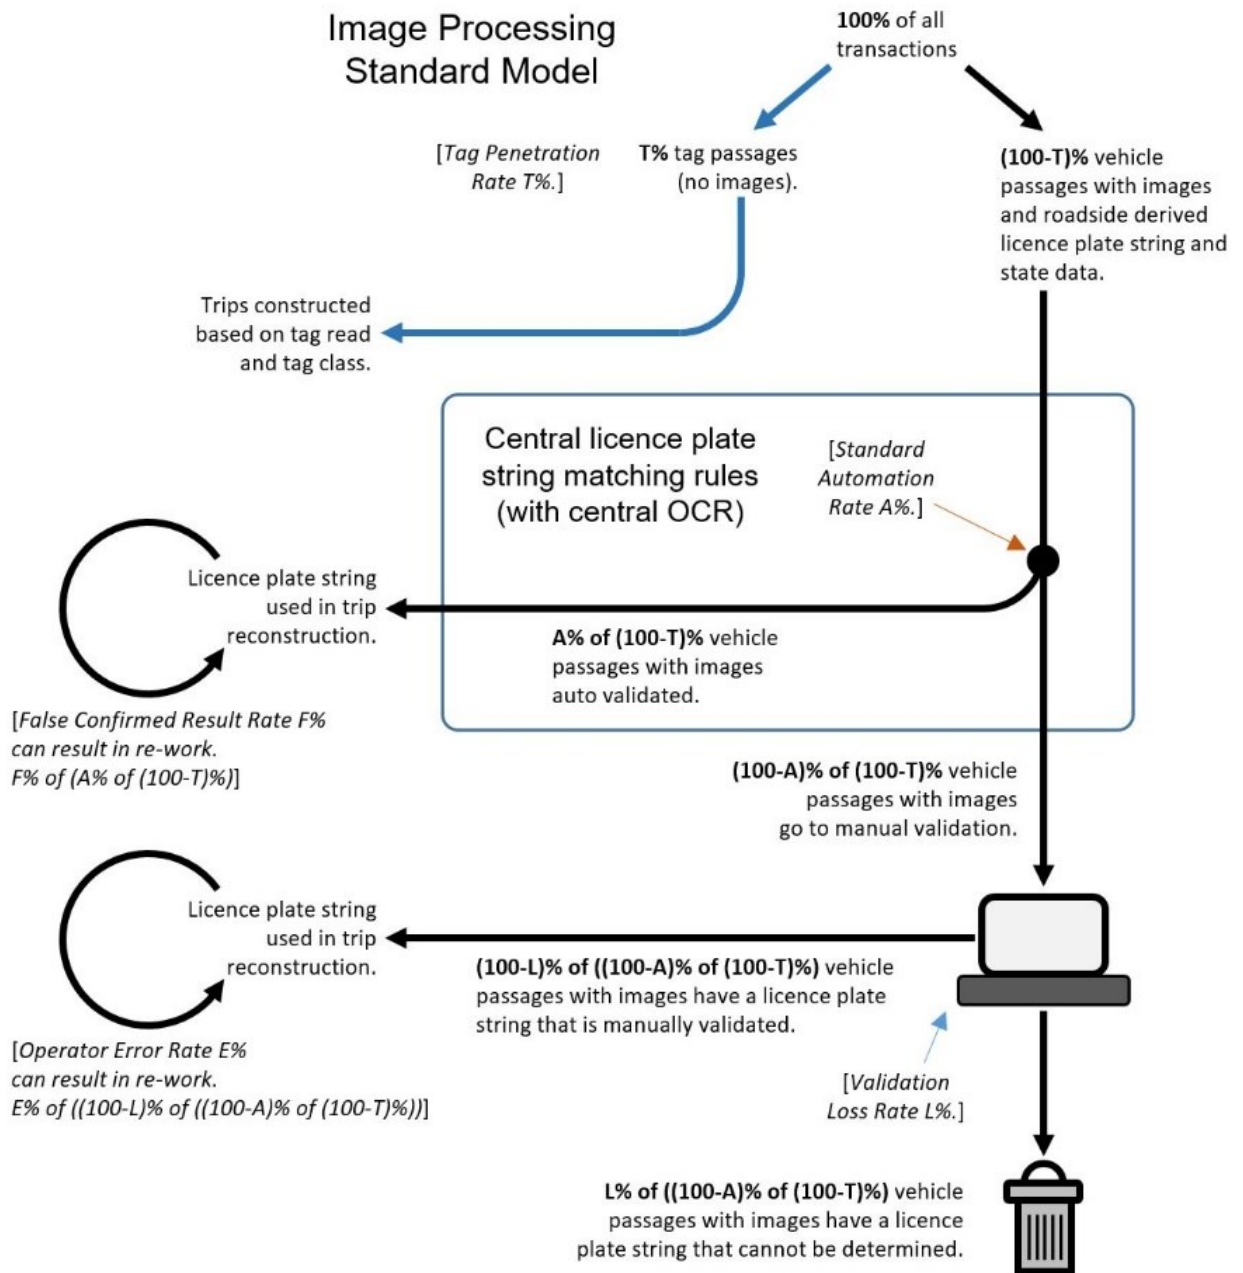 Image Processing
Standard Model
100% of all
transactions
[Tag Penetration
Rate T%.]
T% tag passages
(no images).
(100-T)% vehicle
passages with images
and roadside derived
licence plate string and
state data.
Trips constructed
based on tag read
and tag class.
Central licence plate
string matching rules
(with central OCR)
[Standard
Automation
Rate A%.]
Licence plate string
used in trip
reconstruction.
A% of (100-T)% vehicle
passages with images
auto validated.
[False Confirmed Result Rate F%
can result in re-work.
F% of (A% of (100-T)%)]
(100-A)% of (100-T)% vehicle
passages with images
go to manual validation.
Licence plate string
used in trip
reconstruction.
(100-L)% of ((100-A)% of (100-T)%) vehicle
passages with images have a licence plate
string that is manually validated.
[Operator Error Rate E%
can result in re-work.
E% of ((100-L)% of ((100-A)% of (100-T)%))]
[Validation
Loss Rate L%.]
L% of ((100-A)% of (100-T)%) vehicle
passages with images have a licence
plate string that cannot be determined.